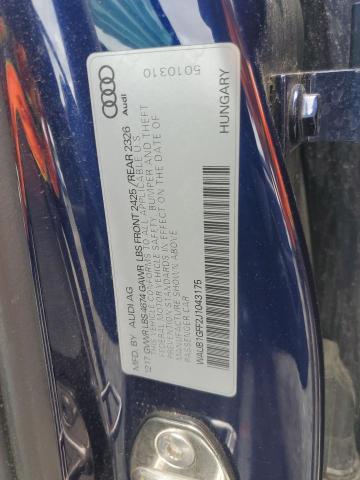 5010310
Audi
HUNGARY
MFD. BY AUDI AG
12 17 GVWR LBS 4674 GAWR LBS FRONT 2425 / REAR 2326
THIS VEHICLE CONFORMS TO ALL APPLICABLE U.S.
FEDERAL MOTOR VEHICLE SAFETY, BUMPER AND THEFT
STANDARDS IN EFFECT ON THE DATE OF
MANUFACTURE SHOWN ABOVE
PASSENGER CAR
WAUB1GFF2J1043175